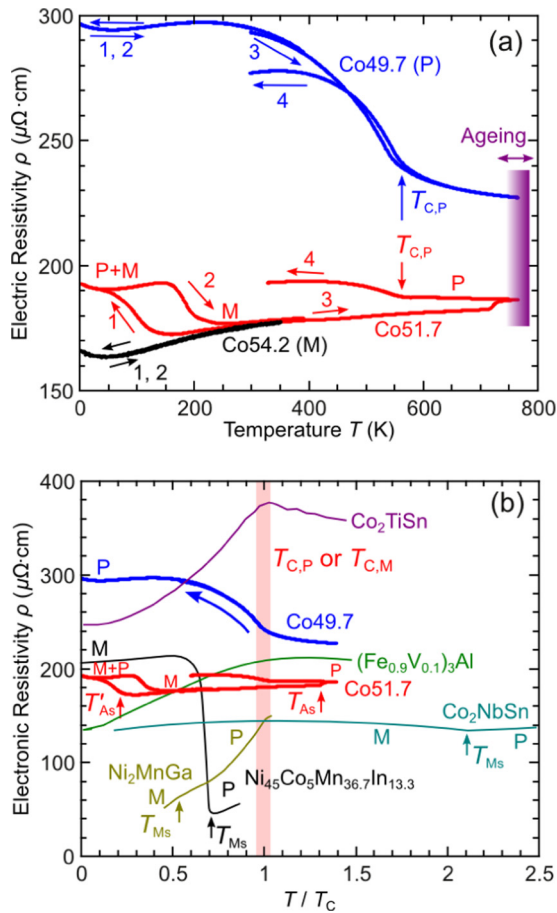 (a)
300
250
200
150
Electric Resistivity ρ (μΩ·cm)
0
200
400
600
800
Temperature T (K)
1, 2
3
Co49.7 (P)
4
Ageing
T_C,P
T_C,P
P+M
2
4
P
1
M
3
Co51.7
Co54.2 (M)
1, 2
(b)
400
300
200
100
0
Electronic Resistivity ρ (μΩ·cm)
0.0
0.5
1.0
1.5
2.0
2.5
T / T_C
Co₂TiSn
P
T_C,P or T_C,M
Co49.7
M
(Fe₀.₉V₀.₁)₃Al
M+P
P
T'_As
M
T_As
Co51.7
Co₂NbSn
P
M
P
Ni₂MnGa
M
P
Ni₄₅Co₅Mn₃₆.₇In₁₃.₃
T_Ms
T_Ms
T_Ms